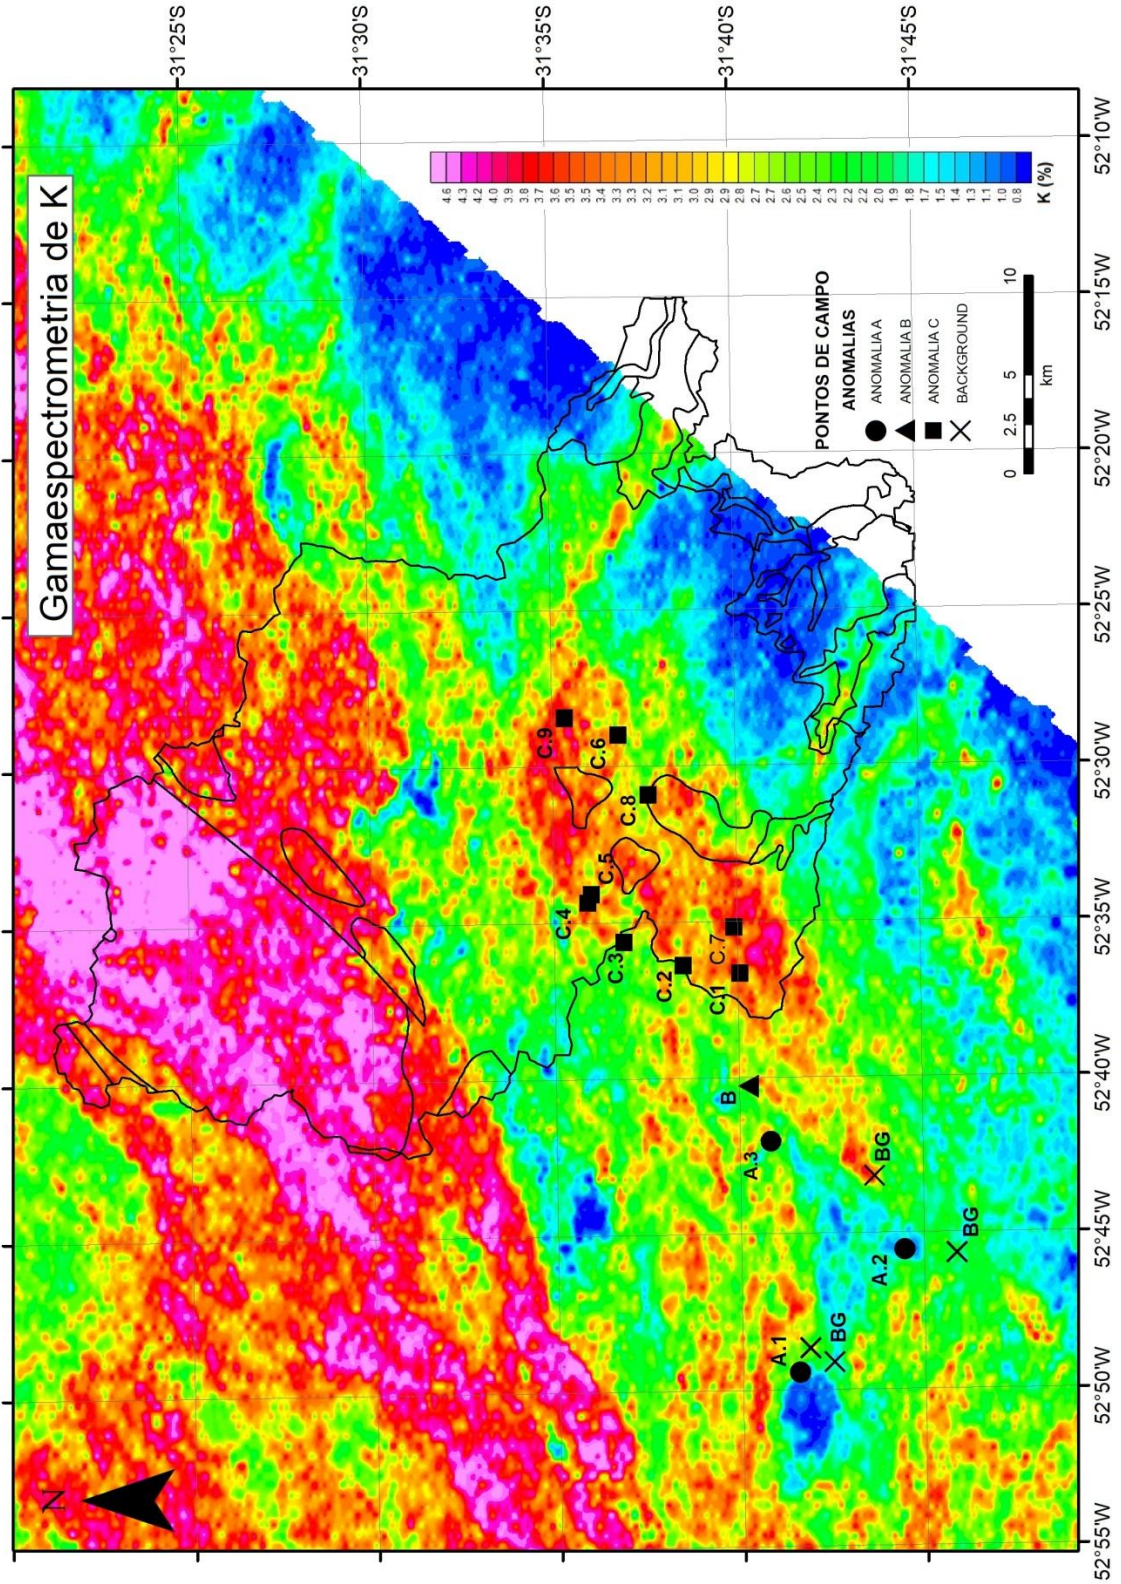 Gamaespectrometria de K
N
31°25'S
31°30'S
31°35'S
31°40'S
31°45'S
52°55'W
52°50'W
52°45'W
52°40'W
52°35'W
52°30'W
52°25'W
52°20'W
52°15'W
52°10'W
C.9
C.6
C.8
C.5
C.4
C.3
C.2
C.7
C.1
B
A.3
BG
A.2
BG
A.1
BG
PONTOS DE CAMPO
ANOMALIAS
ANOMALIA A
ANOMALIA B
ANOMALIA C
BACKGROUND
0 2.5 5 10
km
4.6
4.3
4.2
4.0
3.9
3.8
3.7
3.5
3.5
3.4
3.3
3.2
3.1
3.0
2.9
2.8
2.7
2.6
2.5
2.4
2.3
2.2
2.0
1.9
1.8
1.7
1.5
1.4
1.3
1.1
1.0
0.8
K (%)